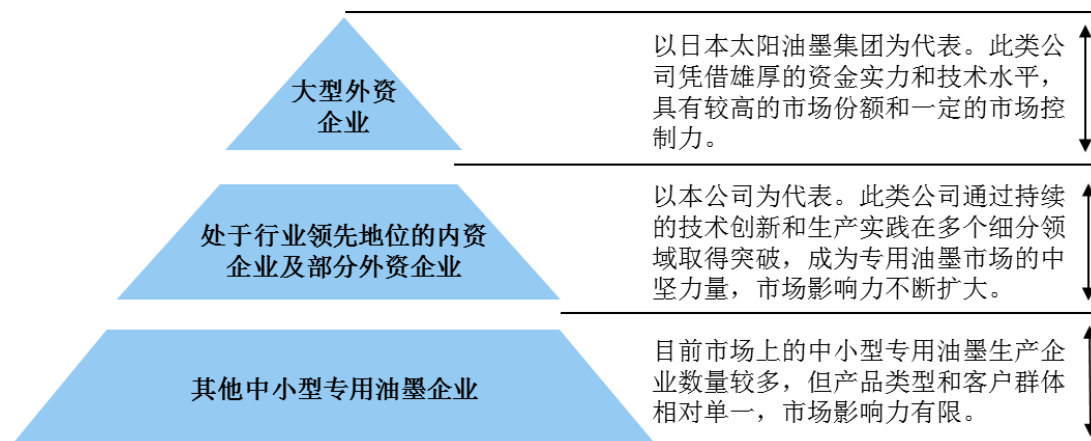 大型外资
企业
以日本太阳油墨集团为代表。此类公
司凭借雄厚的资金实力和技术水平，
具有较高的市场份额和一定的市场控
制力。
处于行业领先地位的内资
企业及部分外资企业
以本公司为代表。此类公司通过持续
的技术创新和生产实践在多个细分领
域取得突破，成为专用油墨市场的中
坚力量，市场影响力不断扩大。
其他中小型专用油墨企业
目前市场上的中小型专用油墨生产企
业数量较多，但产品类型和客户群体
相对单一，市场影响力有限。